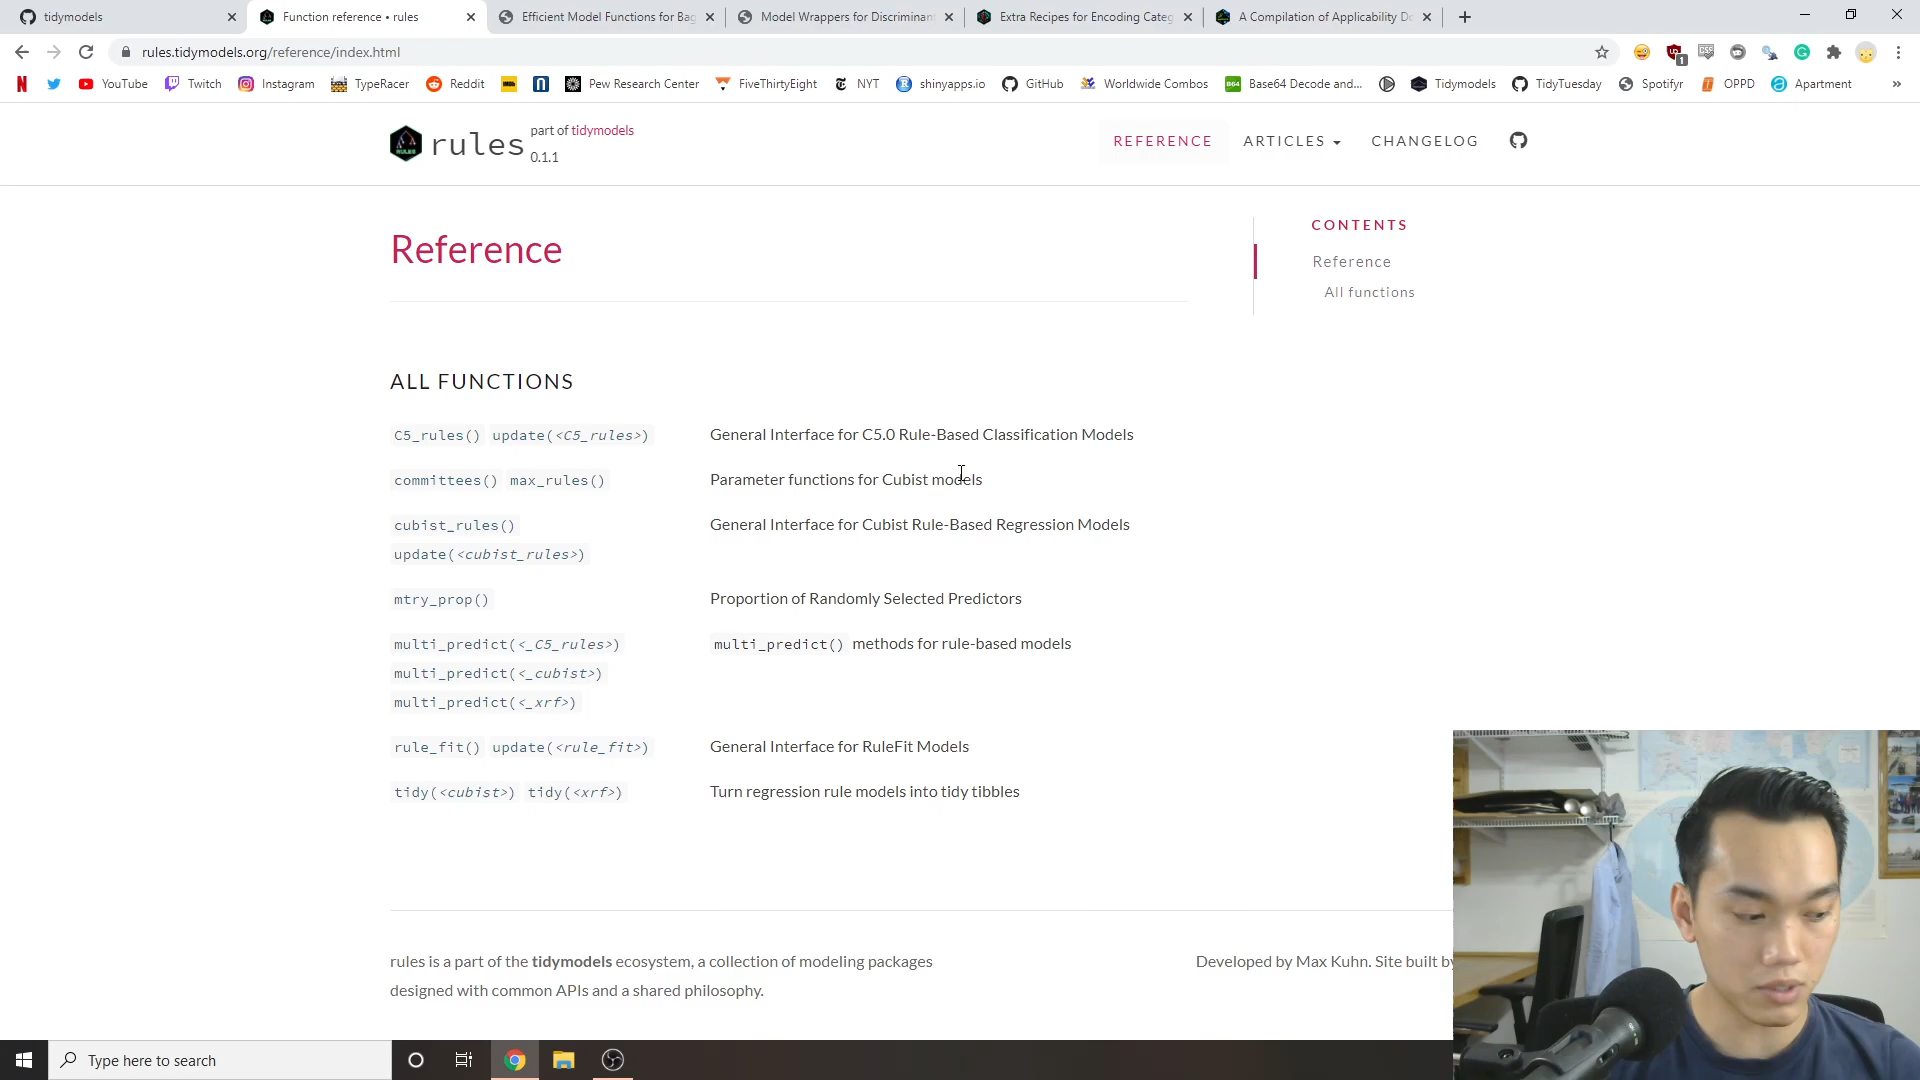 tidymodels
Function reference • rules
Efficient Model Functions for Bag
Model Wrappers for Discriminan
Extra Recipes for Encoding Categ
A Compilation of Applicability Do
rules.tidymodels.org/reference/index.html
1
YouTube
Twitch
Instagram
TypeRacer
Reddit
Pew Research Center
FiveThirtyEight
NYT
shinyapps.io
GitHub
Worldwide Combos
Base64 Decode and...
Tidymodels
TidyTuesday
Spotifyr
OPPD
Apartment
»
rules part of tidymodels
0.1.1
REFERENCE ARTICLES CHANGELOG
Reference
CONTENTS
Reference
All functions
ALL FUNCTIONS
C5_rules() update(<C5_rules>) General Interface for C5.0 Rule-Based Classification Models
committees() max_rules() Parameter functions for Cubist models
cubist_rules() General Interface for Cubist Rule-Based Regression Models
update(<cubist_rules>)
mtry_prop() Proportion of Randomly Selected Predictors
multi_predict(<_C5_rules>) multi_predict() methods for rule-based models
multi_predict(<_cubist>)
multi_predict(<_xrf>)
rule_fit() update(<rule_fit>) General Interface for RuleFit Models
tidy(<cubist>) tidy(<xrf>) Turn regression rule models into tidy tibbles
rules is a part of the tidymodels ecosystem, a collection of modeling packages
designed with common APIs and a shared philosophy.
Developed by Max Kuhn. Site built by
Type here to search